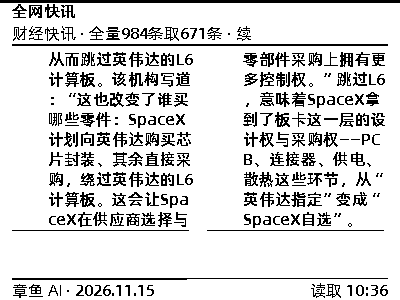 全网快讯
财经快讯 · 全量984条取671条 · 续
从而跳过英伟达的L6
计算板。该机构写道
：“这也改变了谁买
哪些零件：SpaceX
计划向英伟达购买芯
片封装、其余直接采
购，绕过英伟达的L6
计算板。这会让Spa
ceX在供应商选择与
零部件采购上拥有更
多控制权。”跳过L6
，意味着SpaceX拿
到了板卡这一层的设
计权与采购权——PC
B、连接器、供电、
散热这些环节，从“
英伟达指定”变成“
SpaceX自选”。
章鱼 AI · 2026.11.15
读取 10:36